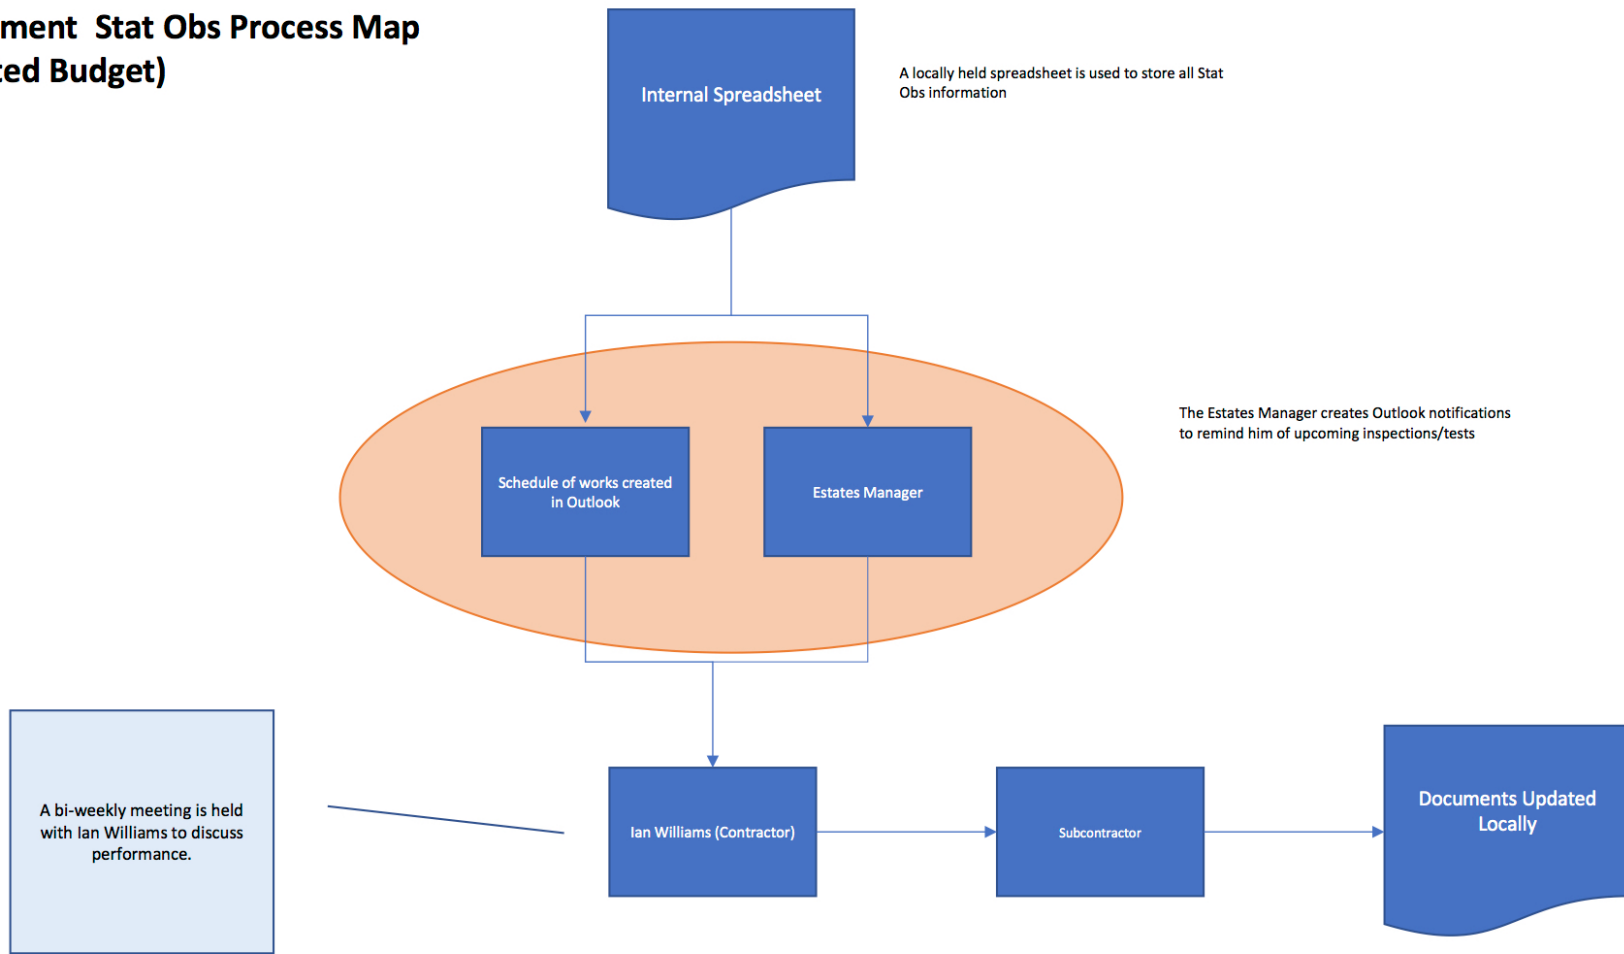 ment Stat Obs Process Map
ted Budget)
Internal Spreadsheet
A locally held spreadsheet is used to store all Stat
Obs information
The Estates Manager creates Outlook notifications
to remind him of upcoming inspections/tests
Schedule of works created
in Outlook
Estates Manager
A bi-weekly meeting is held
with Ian Williams to discuss
performance.
Ian Williams (Contractor)
Subcontractor
Documents Updated
Locally